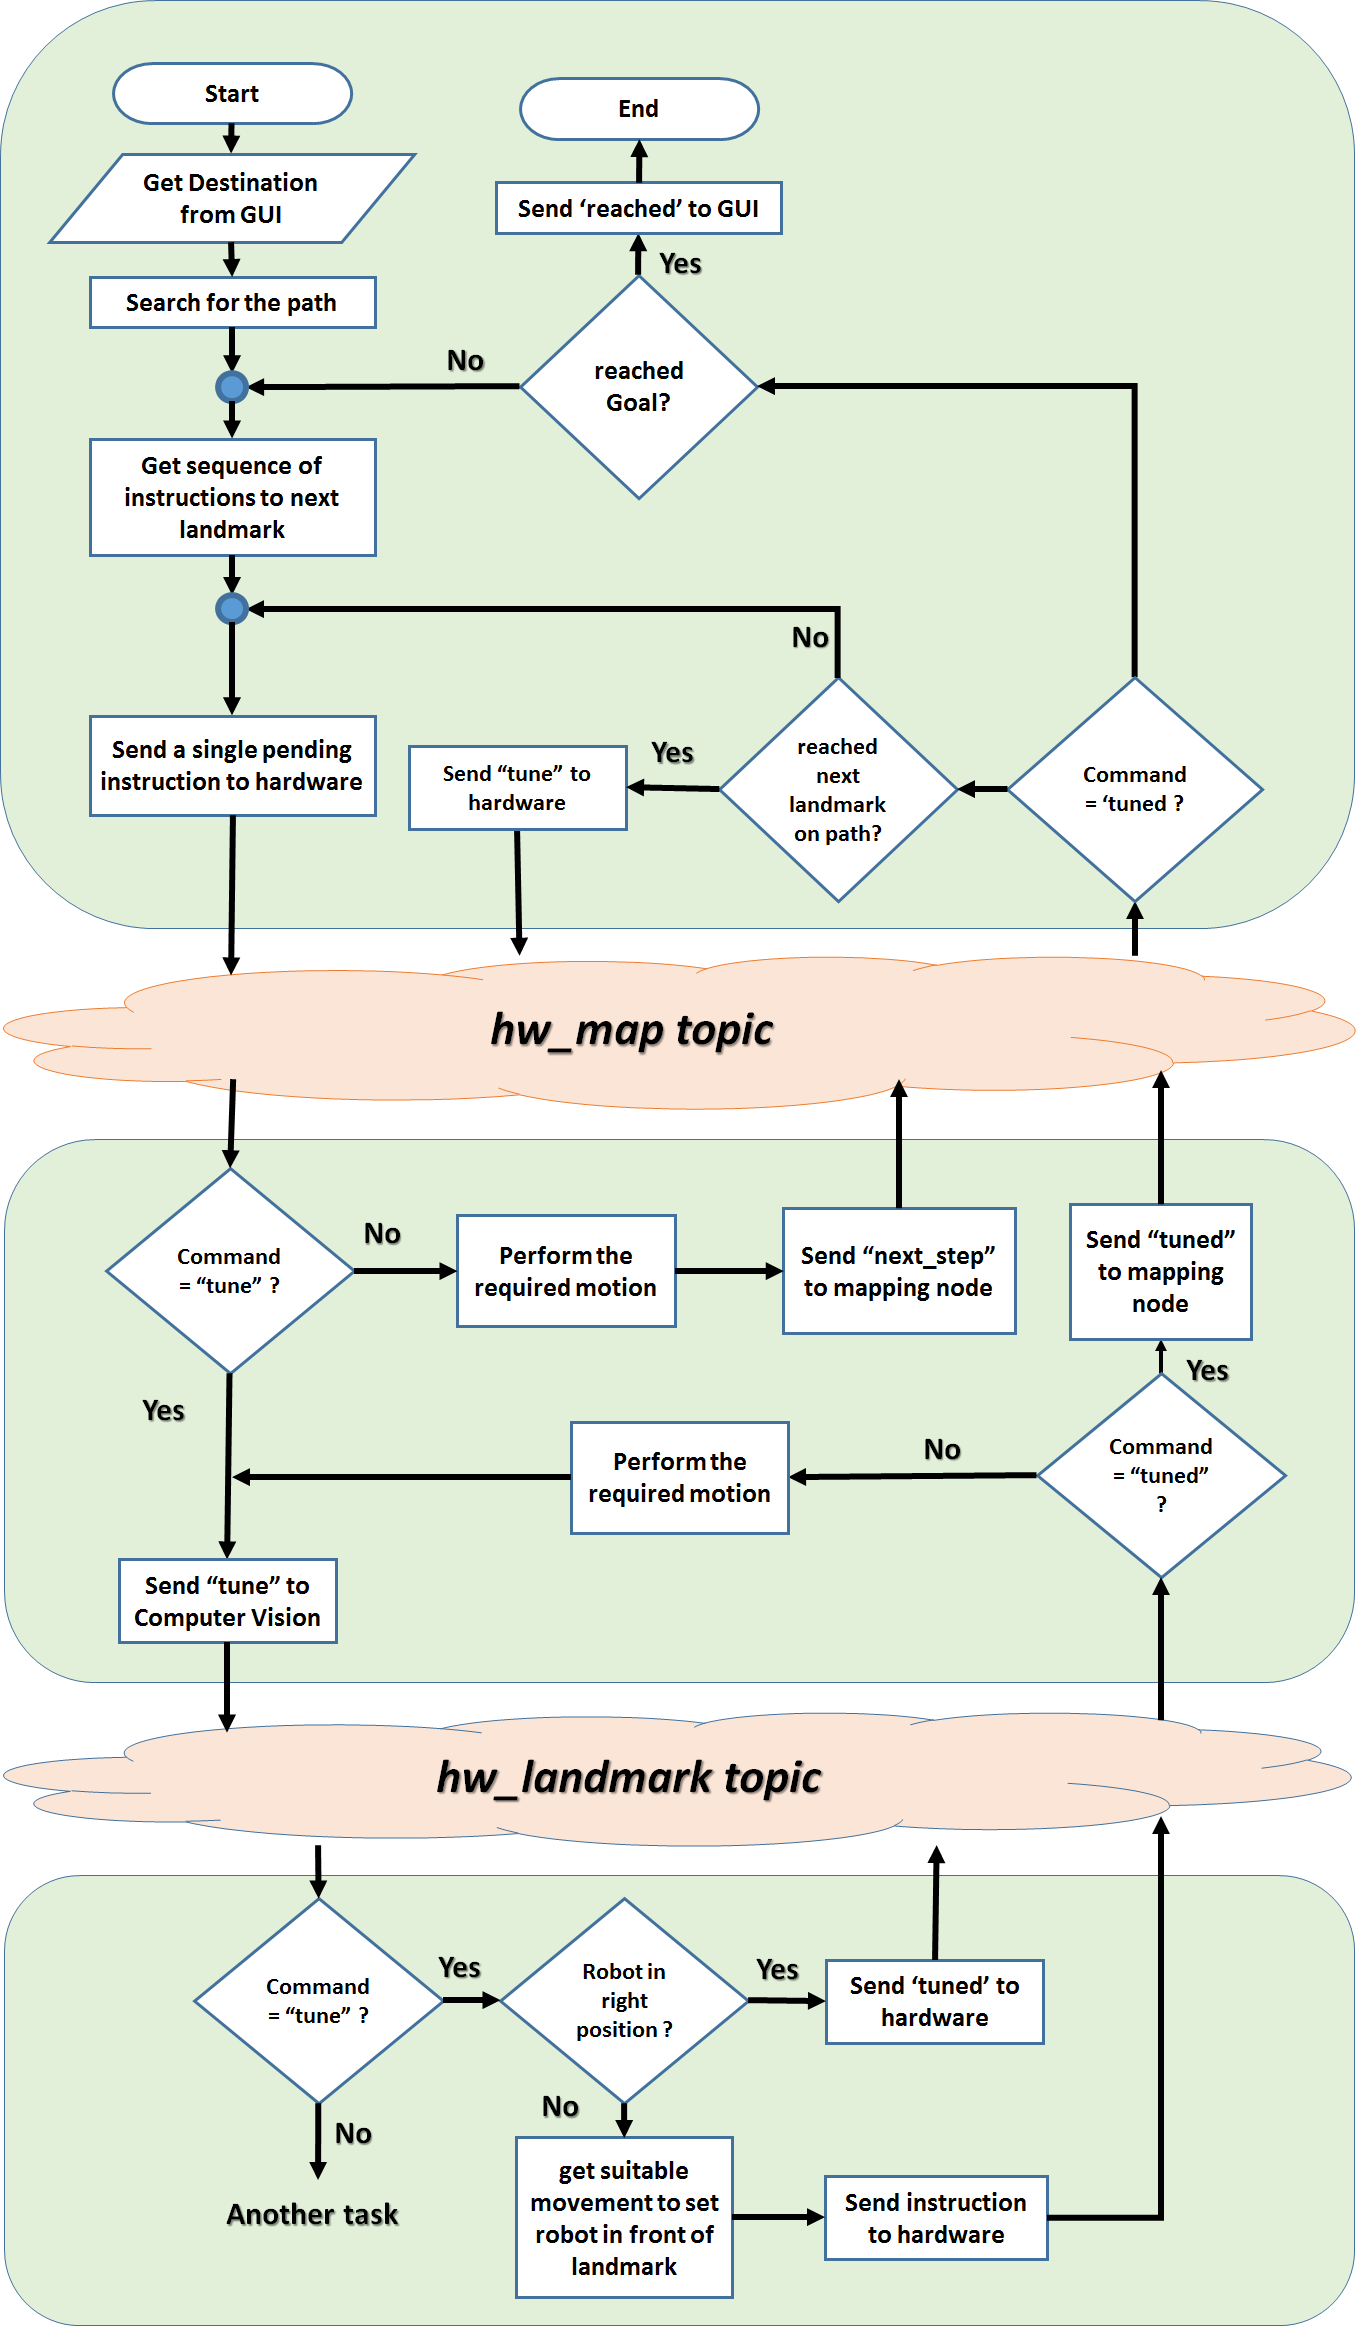 Start
End
Get Destination
from GUI
Send ‘reached’ to GUI
Yes
Search for the path
No
reached
Goal?
Get sequence of
instructions to next
landmark
No
Send a single pending
instruction to hardware
Send “tune” to
hardware
Yes
reached
next
landmark
on path?
Command
= ‘tuned ?
hw_map topic
Command
= “tune” ?
No
Perform the
required motion
Send “next_step”
to mapping node
Send “tuned”
to mapping
node
Yes
Yes
Perform the
required motion
No
Command
= “tuned”
?
Send “tune” to
Computer Vision
hw_landmark topic
Command
= “tune” ?
Yes
Robot in
right
position ?
Yes
Send ‘tuned’ to
hardware
No
No
Another task
get suitable
movement to set
robot in front of
landmark
Send instruction
to hardware